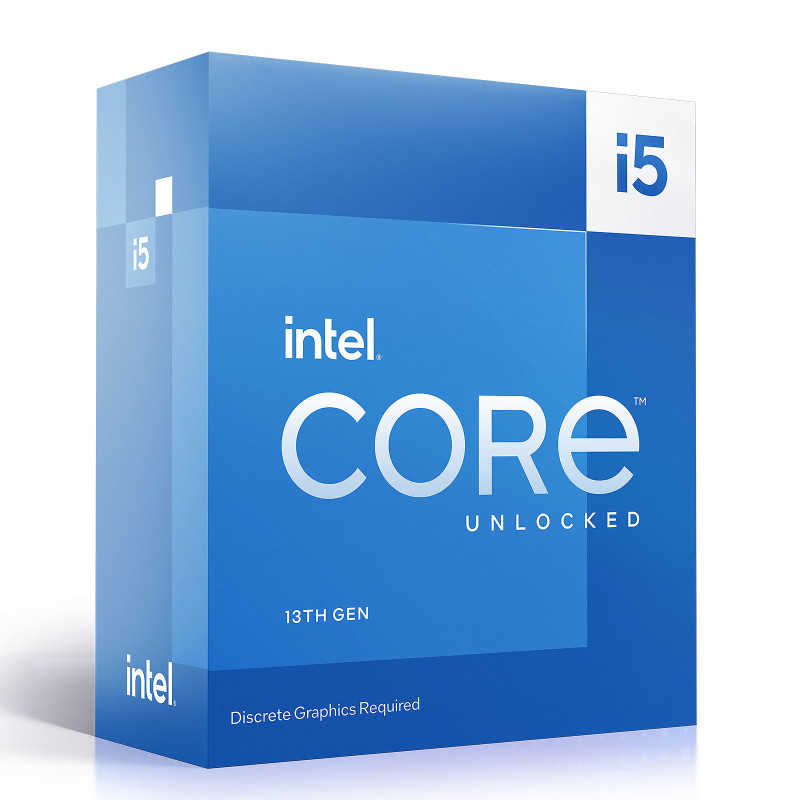 i5
i5
intel®
CORe™
UNLOCKED
13TH GEN
intel®
Discrete Graphics Required